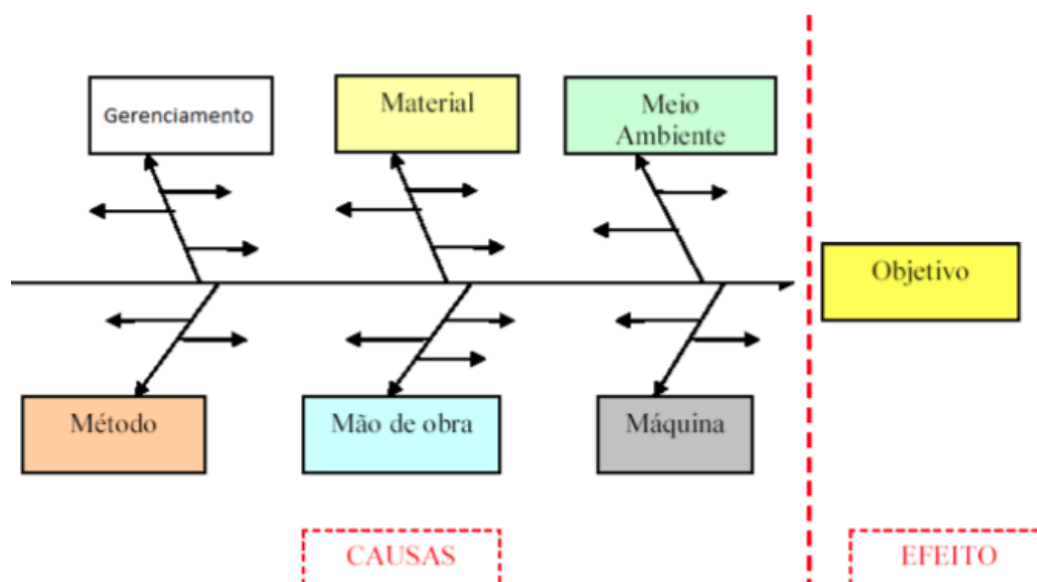 Gerenciamento
Material
Meio
Ambiente
Objetivo
Método
Mão de obra
Máquina
CAUSAS
EFEITO